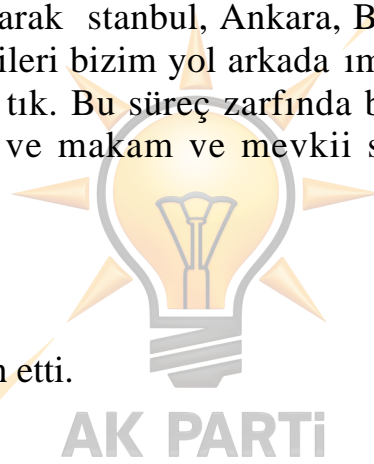 arak stanbul, Ankara, B
ileri bizim yol arkada ım
tık. Bu süreç zarfında b
ve makam ve mevkii s
n etti.
AK PARTi